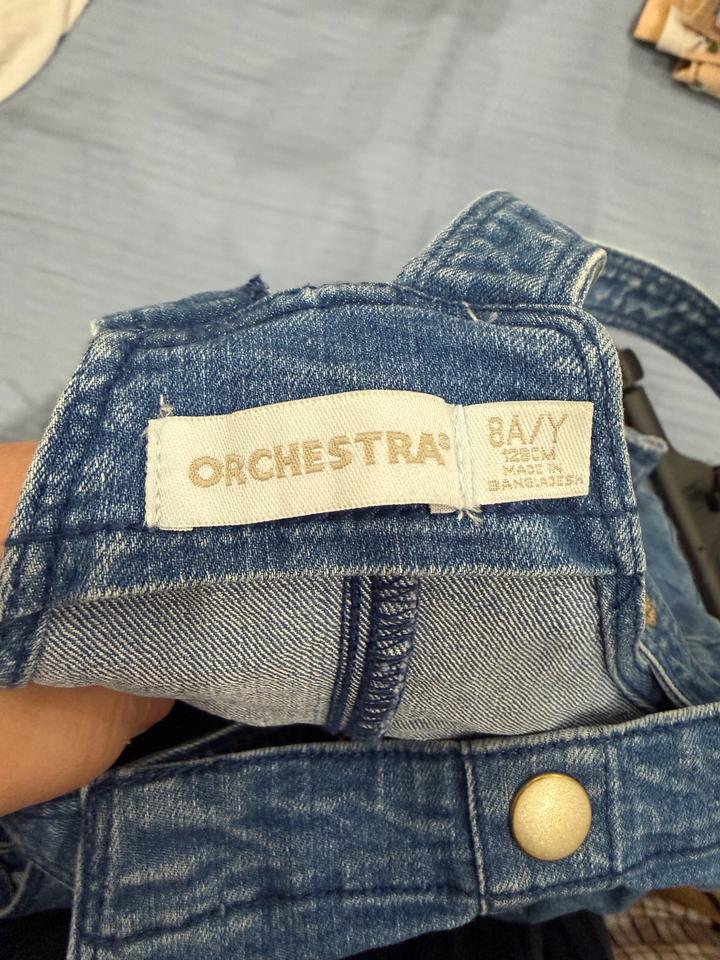 ORCHESTRA®
8A/Y
128CM
MADE IN
BANGLADESH